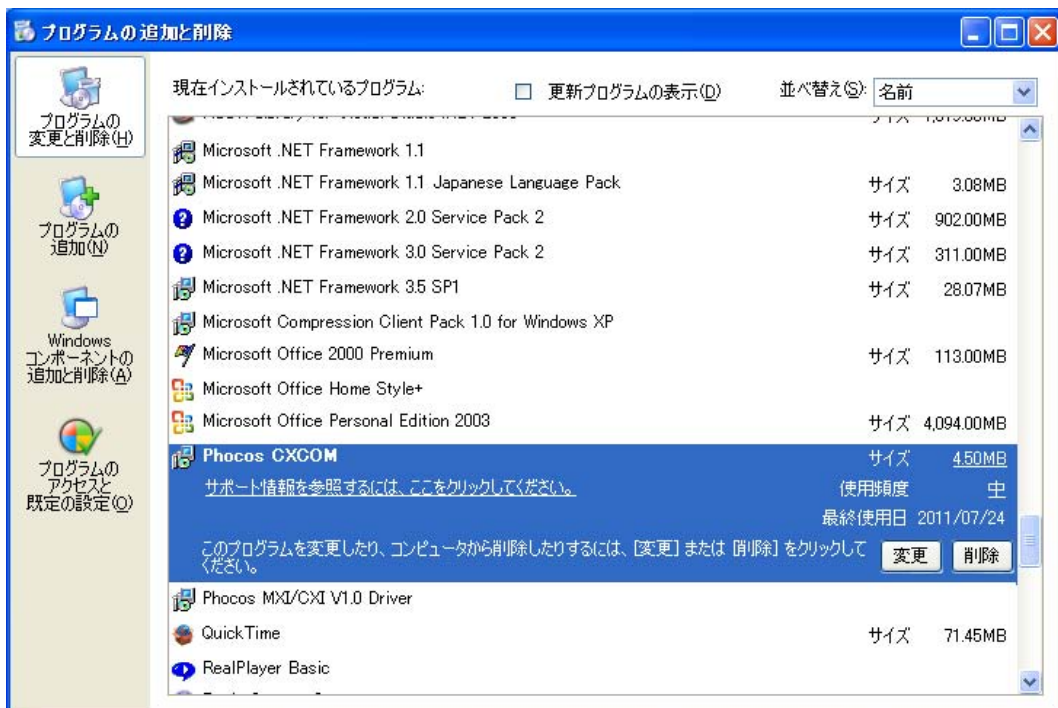 プログラムの追加と削除
現在インストールされているプログラム:
更新プログラムの表示(D)
並べ替え(S):
名前
プログラムの
変更と削除(H)
プログラムの
追加(N)
Windows
コンポーネントの
追加と削除(A)
プログラムの
アクセスと
既定の設定(O)
Microsoft .NET Framework 1.1
Microsoft .NET Framework 1.1 Japanese Language Pack サイズ 3.08MB
Microsoft .NET Framework 2.0 Service Pack 2 サイズ 902.00MB
Microsoft .NET Framework 3.0 Service Pack 2 サイズ 311.00MB
Microsoft .NET Framework 3.5 SP1 サイズ 28.07MB
Microsoft Compression Client Pack 1.0 for Windows XP
Microsoft Office 2000 Premium サイズ 113.00MB
Microsoft Office Home Style+
Microsoft Office Personal Edition 2003 サイズ 4,094.00MB
Phocos CXCOM サイズ 4.50MB
サポート情報を参照するには、ここをクリックしてください。 使用頻度 中
最終使用日 2011/07/24
このプログラムを変更したり、コンピュータから削除したりするには、[変更] または [削除] をクリックして
ください。
変更 削除
Phocos MXI/CXI V1.0 Driver
QuickTime サイズ 71.45MB
RealPlayer Basic